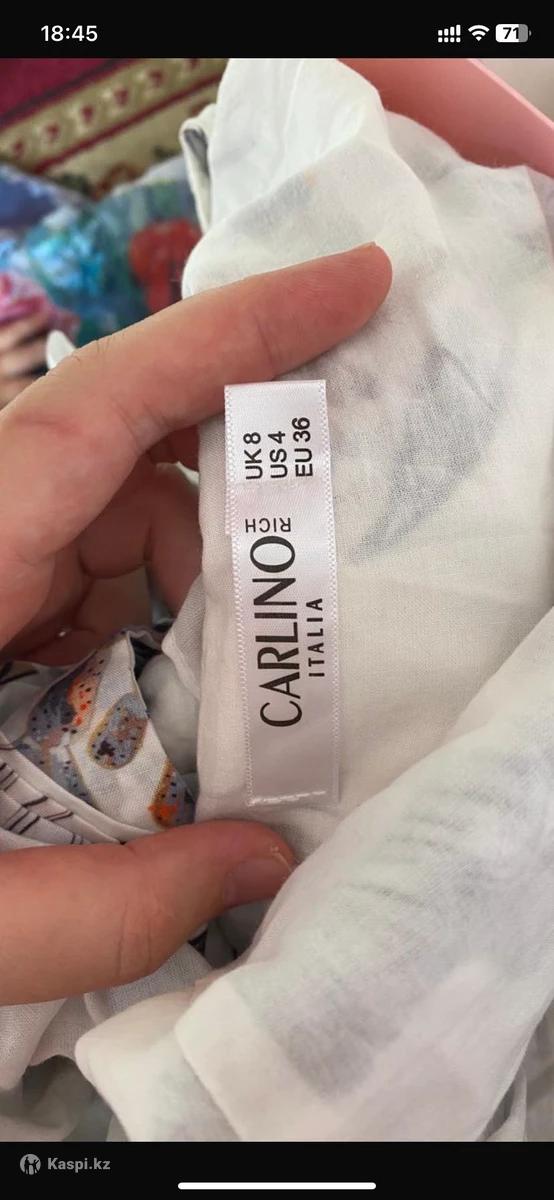 18:45
71
UK 8
US 4
EU 36
CARLINO
RICH
ITALIA
Kaspi.kz